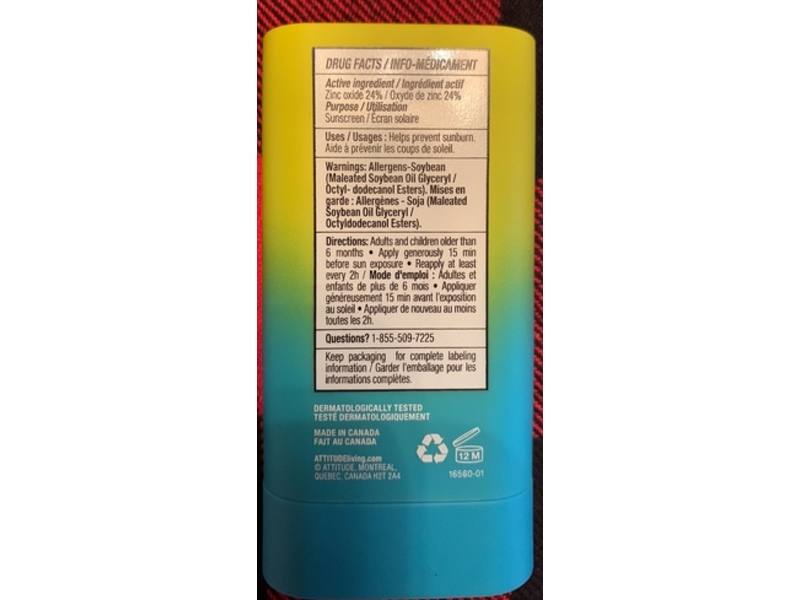 DRUG FACTS / INFO-MÉDICAMENT
Active ingredient / Ingrédient actif
Zinc oxide 24% / Oxyde de zinc 24%
Purpose / Utilisation
Sunscreen / Écran solaire
Uses / Usages : Helps prevent sunburn.
Aide à prévenir les coups de soleil.
Warnings: Allergens-Soybean
(Maleated Soybean Oil Glyceryl /
Octyl- dodecanol Esters). Mises en
garde : Allergènes - Soja (Maleated
Soybean Oil Glyceryl /
Octyldodecanol Esters).
Directions: Adults and children older than
6 months • Apply generously 15 min
before sun exposure • Reapply at least
every 2h / Mode d'emploi : Adultes et
enfants de plus de 6 mois • Appliquer
généreusement 15 min avant l'exposition
au soleil • Appliquer de nouveau au moins
toutes les 2h.
Questions? 1-855-509-7225
Keep packaging for complete labeling
information / Garder l'emballage pour les
informations complètes.
DERMATOLOGICALLY TESTED
TESTÉ DERMATOLOGIQUEMENT
MADE IN CANADA
FAIT AU CANADA
ATTITUDEliving.com
© ATTITUDE, MONTREAL,
QUEBEC, CANADA H2T 2A4
12 M
16560-01